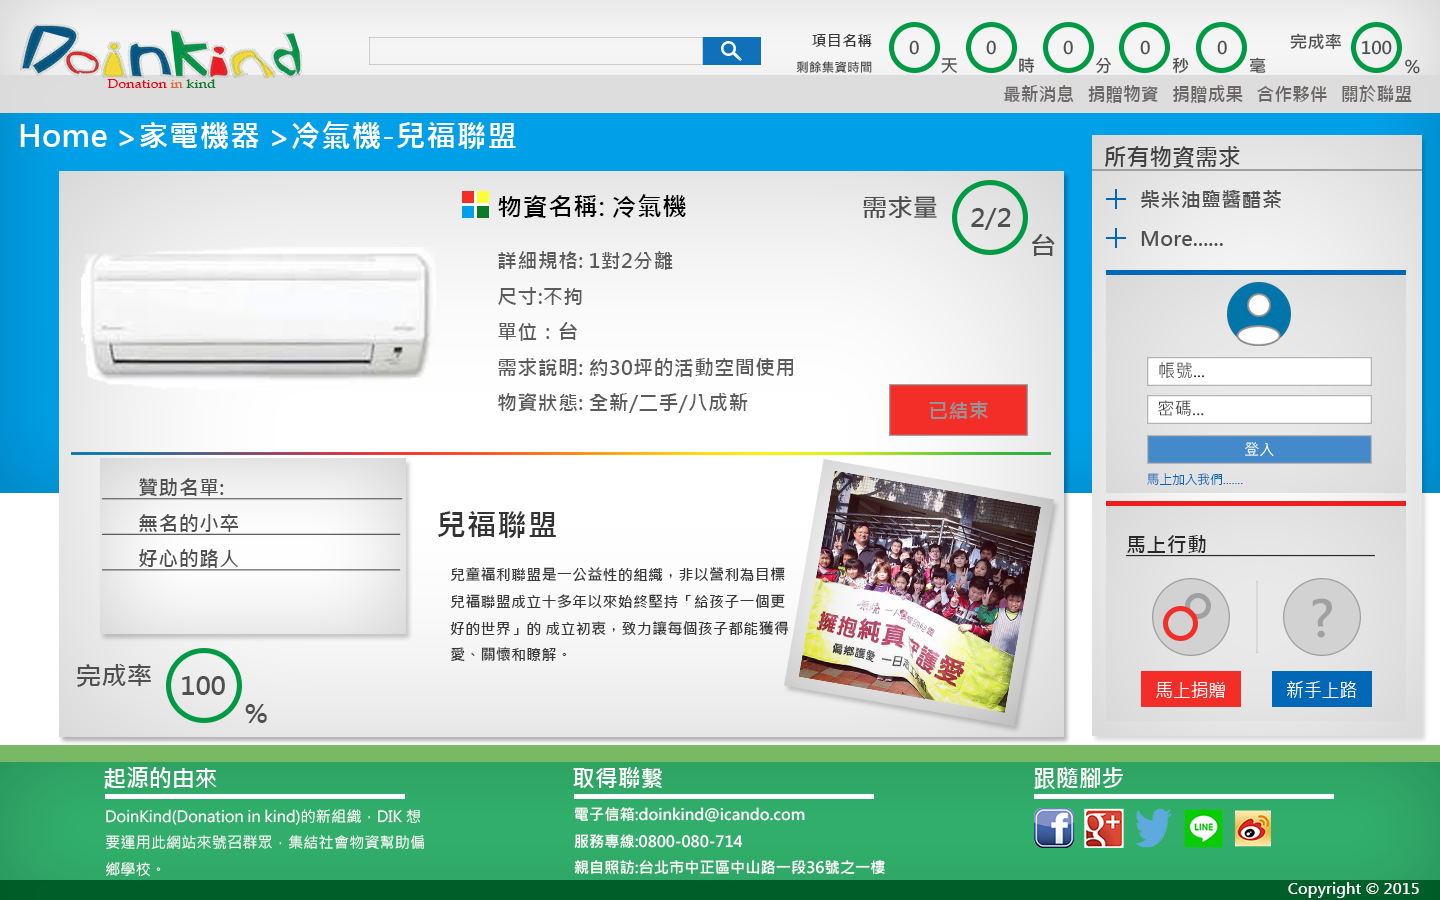 Doinkind
Donation in kind
項目名稱
剩餘集資時間
0 天 0 時 0 分 0 秒 0 毫
完成率 100 %
最新消息 捐贈物資 捐贈成果 合作夥伴 關於聯盟
Home >家電機器 >冷氣機-兒福聯盟
物資名稱: 冷氣機
需求量 2/2 台
詳細規格: 1對2分離
尺寸:不拘
單位：台
需求說明: 約30坪的活動空間使用
物資狀態: 全新/二手/八成新
已結束
贊助名單:
無名的小卒
好心的路人
完成率 100 %
兒福聯盟
兒童福利聯盟是一公益性的組織，非以營利為目標
兒福聯盟成立十多年以來始終堅持「給孩子一個更
好的世界」的 成立初衷，致力讓每個孩子都能獲得
愛、關懷和瞭解。
擁抱純真 守護愛
偏鄉護愛 一日
所有物資需求
柴米油鹽醬醋茶
More......
帳號...
密碼...
登入
馬上加入我們.......
馬上行動
?
馬上捐贈
新手上路
起源的由來
DoinKind(Donation in kind)的新組織，DIK 想
要運用此網站來號召群眾，集結社會物資幫助偏
鄉學校。
取得聯繫
電子信箱:doinkind@icando.com
服務專線:0800-080-714
親自照訪:台北市中正區中山路一段36號之一樓
跟隨腳步
f
g+
LINE
Copyright © 2015